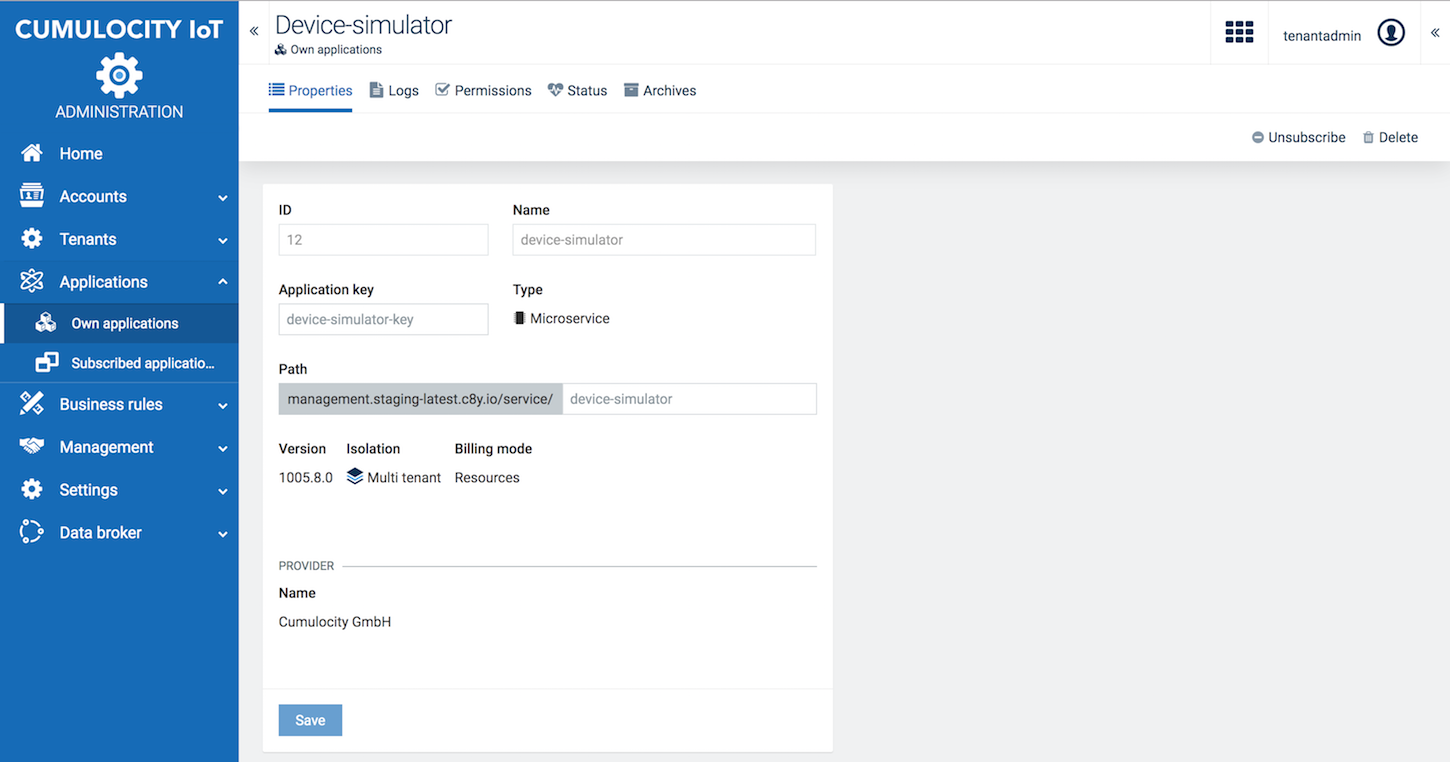 CUMULOCITY IoT
ADMINISTRATION
Home
Accounts
Tenants
Applications
Own applications
Subscribed applicatio...
Business rules
Management
Settings
Data broker
Device-simulator
Own applications
tenantadmin
Properties Logs Permissions Status Archives
Unsubscribe Delete
ID Name
12 device-simulator
Application key Type
device-simulator-key Microservice
Path
management.staging-latest.c8y.io/service/ device-simulator
Version Isolation Billing mode
1005.8.0 Multi tenant Resources
PROVIDER
Name
Cumulocity GmbH
Save